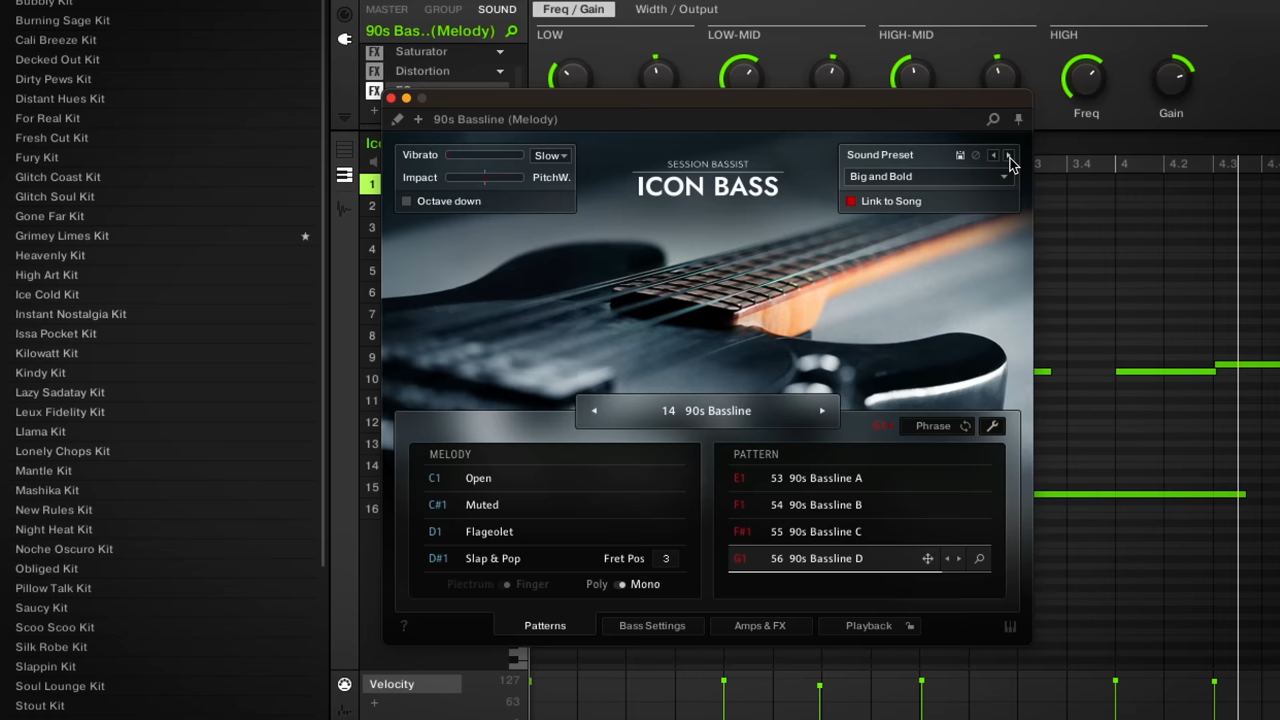 Bubbly Kit
Burning Sage Kit
Cali Breeze Kit
Decked Out Kit
Dirty Pews Kit
Distant Hues Kit
For Real Kit
Fresh Cut Kit
Fury Kit
Glitch Coast Kit
Glitch Soul Kit
Gone Far Kit
Grimey Limes Kit
Heavenly Kit
High Art Kit
Ice Cold Kit
Instant Nostalgia Kit
Issa Pocket Kit
Kilowatt Kit
Kindy Kit
Lazy Sadatay Kit
Leux Fidelity Kit
Llama Kit
Lonely Chops Kit
Mantle Kit
Mashika Kit
New Rules Kit
Night Heat Kit
Noche Oscuro Kit
Obliged Kit
Pillow Talk Kit
Saucy Kit
Scoo Scoo Kit
Silk Robe Kit
Slappin Kit
Soul Lounge Kit
Stout Kit
MASTER GROUP SOUND
90s Bas..(Melody)
FX Saturator
FX Distortion
FX
+
Freq / Gain Width / Output
LOW LOW-MID HIGH-MID HIGH
Freq Gain
90s Bassline (Melody)
Vibrato Slow
Impact PitchW.
Octave down
SESSION BASSIST
ICON BASS
Sound Preset
Big and Bold
Link to Song
14 90s Bassline
Phrase
MELODY
C1 Open
C#1 Muted
D1 Flageolet
D#1 Slap & Pop Fret Pos 3
Plectrum Finger Poly Mono
PATTERN
E1 53 90s Bassline A
F1 54 90s Bassline B
F#1 55 90s Bassline C
G1 56 90s Bassline D
? Patterns Bass Settings Amps & FX Playback
1
2
3
4
5
6
7
8
9
10
11
12
13
14
15
16
3 3.4 4 4.3
Velocity 127
+ 63